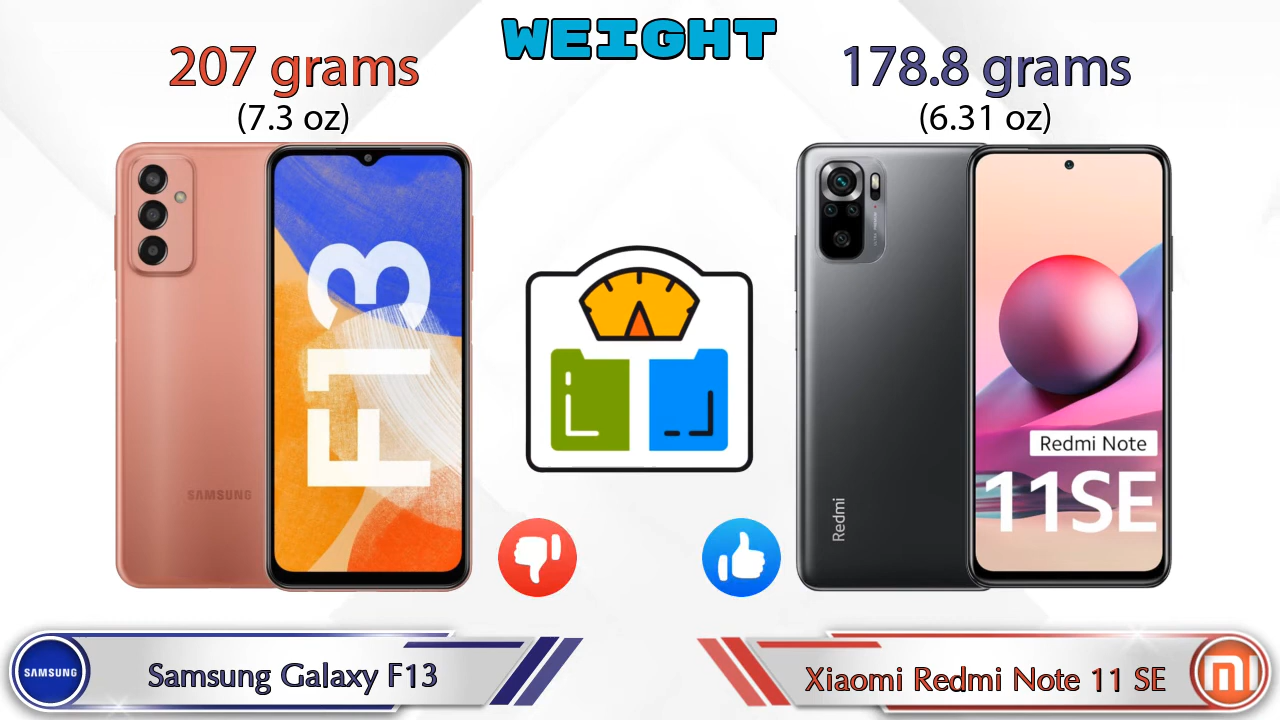 WEIGHT
207 grams
(7.3 oz)
178.8 grams
(6.31 oz)
SAMSUNG
F13
Redmi
Redmi Note
11SE
SAMSUNG
Samsung Galaxy F13
Xiaomi Redmi Note 11 SE
mi